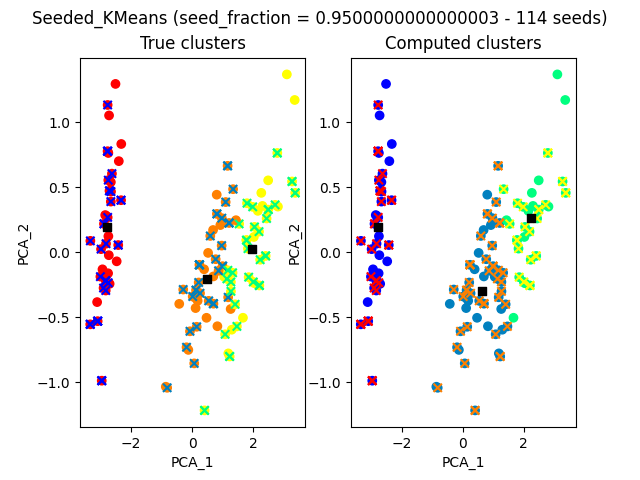 Seeded_KMeans (seed_fraction = 0.9500000000000003 - 114 seeds)
True clusters
Computed clusters
1.0
0.5
0.0
−0.5
−1.0
PCA_2
−2
0
2
PCA_1
1.0
0.5
0.0
−0.5
−1.0
PCA_2
−2
0
2
PCA_1